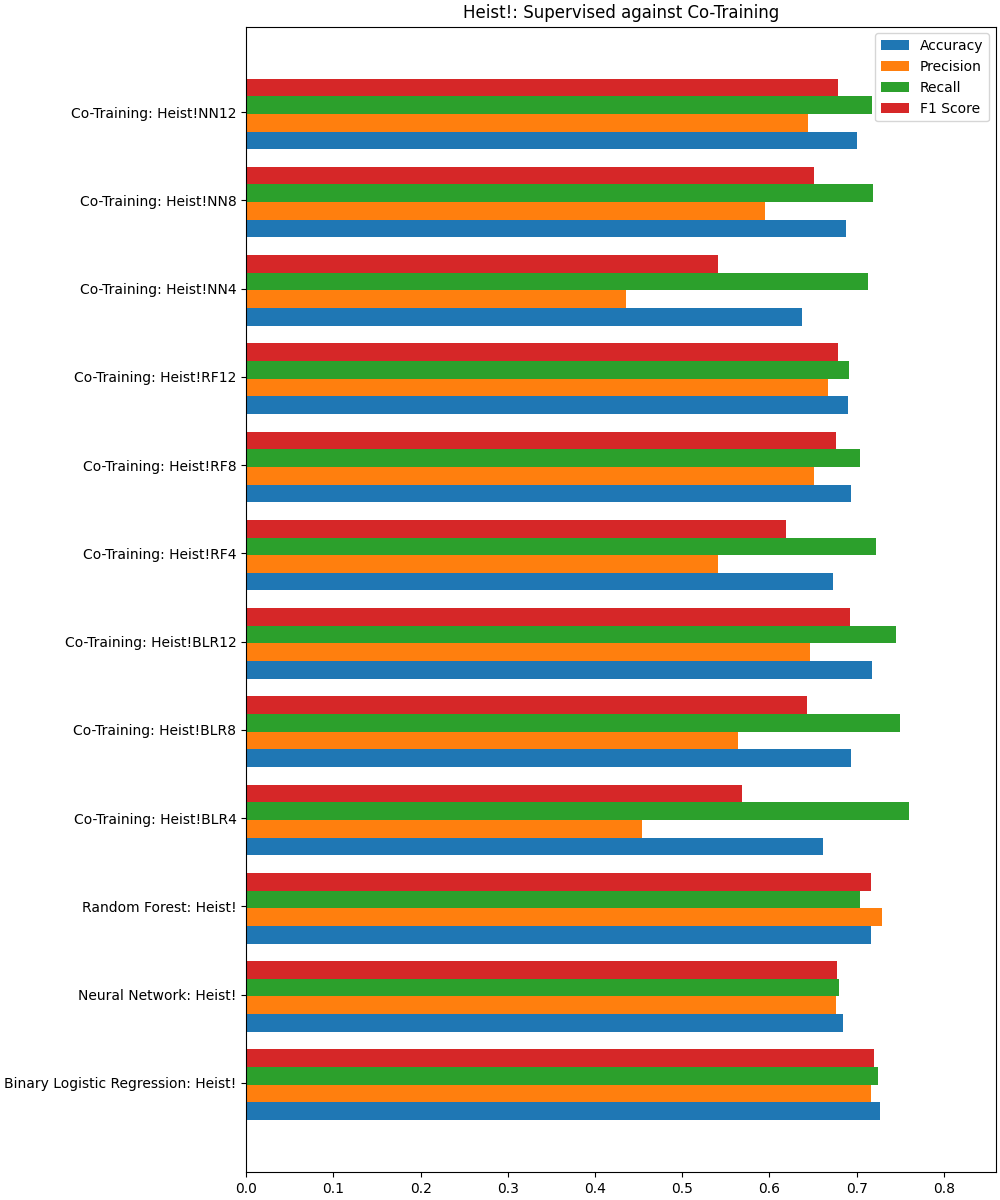 Heist!: Supervised against Co-Training
Accuracy
Precision
Recall
F1 Score
Co-Training: Heist!NN12
Co-Training: Heist!NN8
Co-Training: Heist!NN4
Co-Training: Heist!RF12
Co-Training: Heist!RF8
Co-Training: Heist!RF4
Co-Training: Heist!BLR12
Co-Training: Heist!BLR8
Co-Training: Heist!BLR4
Random Forest: Heist!
Neural Network: Heist!
Binary Logistic Regression: Heist!
0.0 0.1 0.2 0.3 0.4 0.5 0.6 0.7 0.8